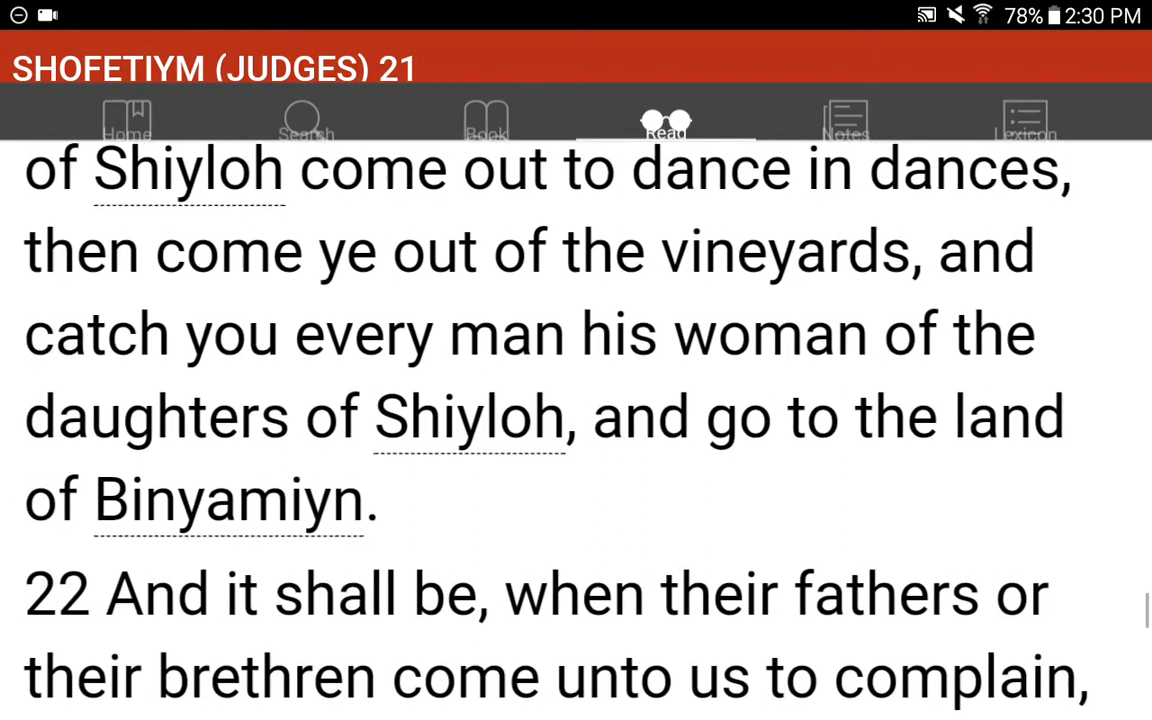 78% 2:30 PM
SHOFETIYM (JUDGES) 21
Home Search Book Read Notes Lexicon
of Shiyloh come out to dance in dances,
then come ye out of the vineyards, and
catch you every man his woman of the
daughters of Shiyloh, and go to the land
of Binyamiyn.
22 And it shall be, when their fathers or
their brethren come unto us to complain,